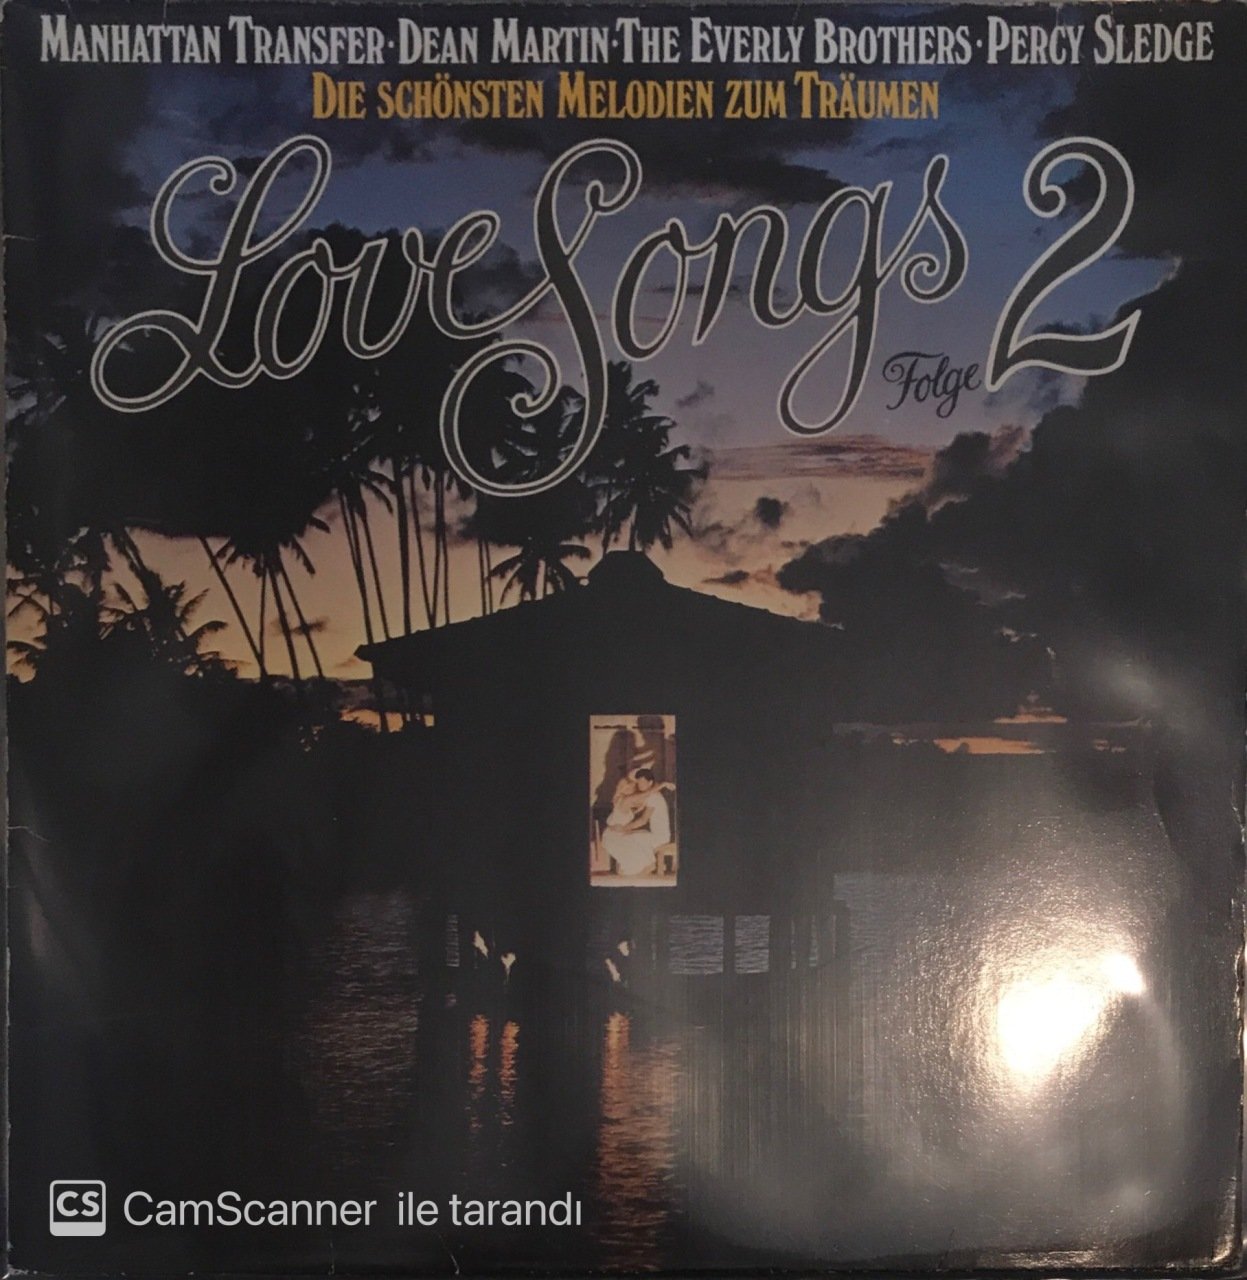 MANHATTAN TRANSFER·DEAN MARTIN·THE EVERLY BROTHERS·PERCY SLEDGE
DIE SCHÖNSTEN MELODIEN ZUM TRÄUMEN
Love Songs 2
Folge
CS CamScanner ile tarandı